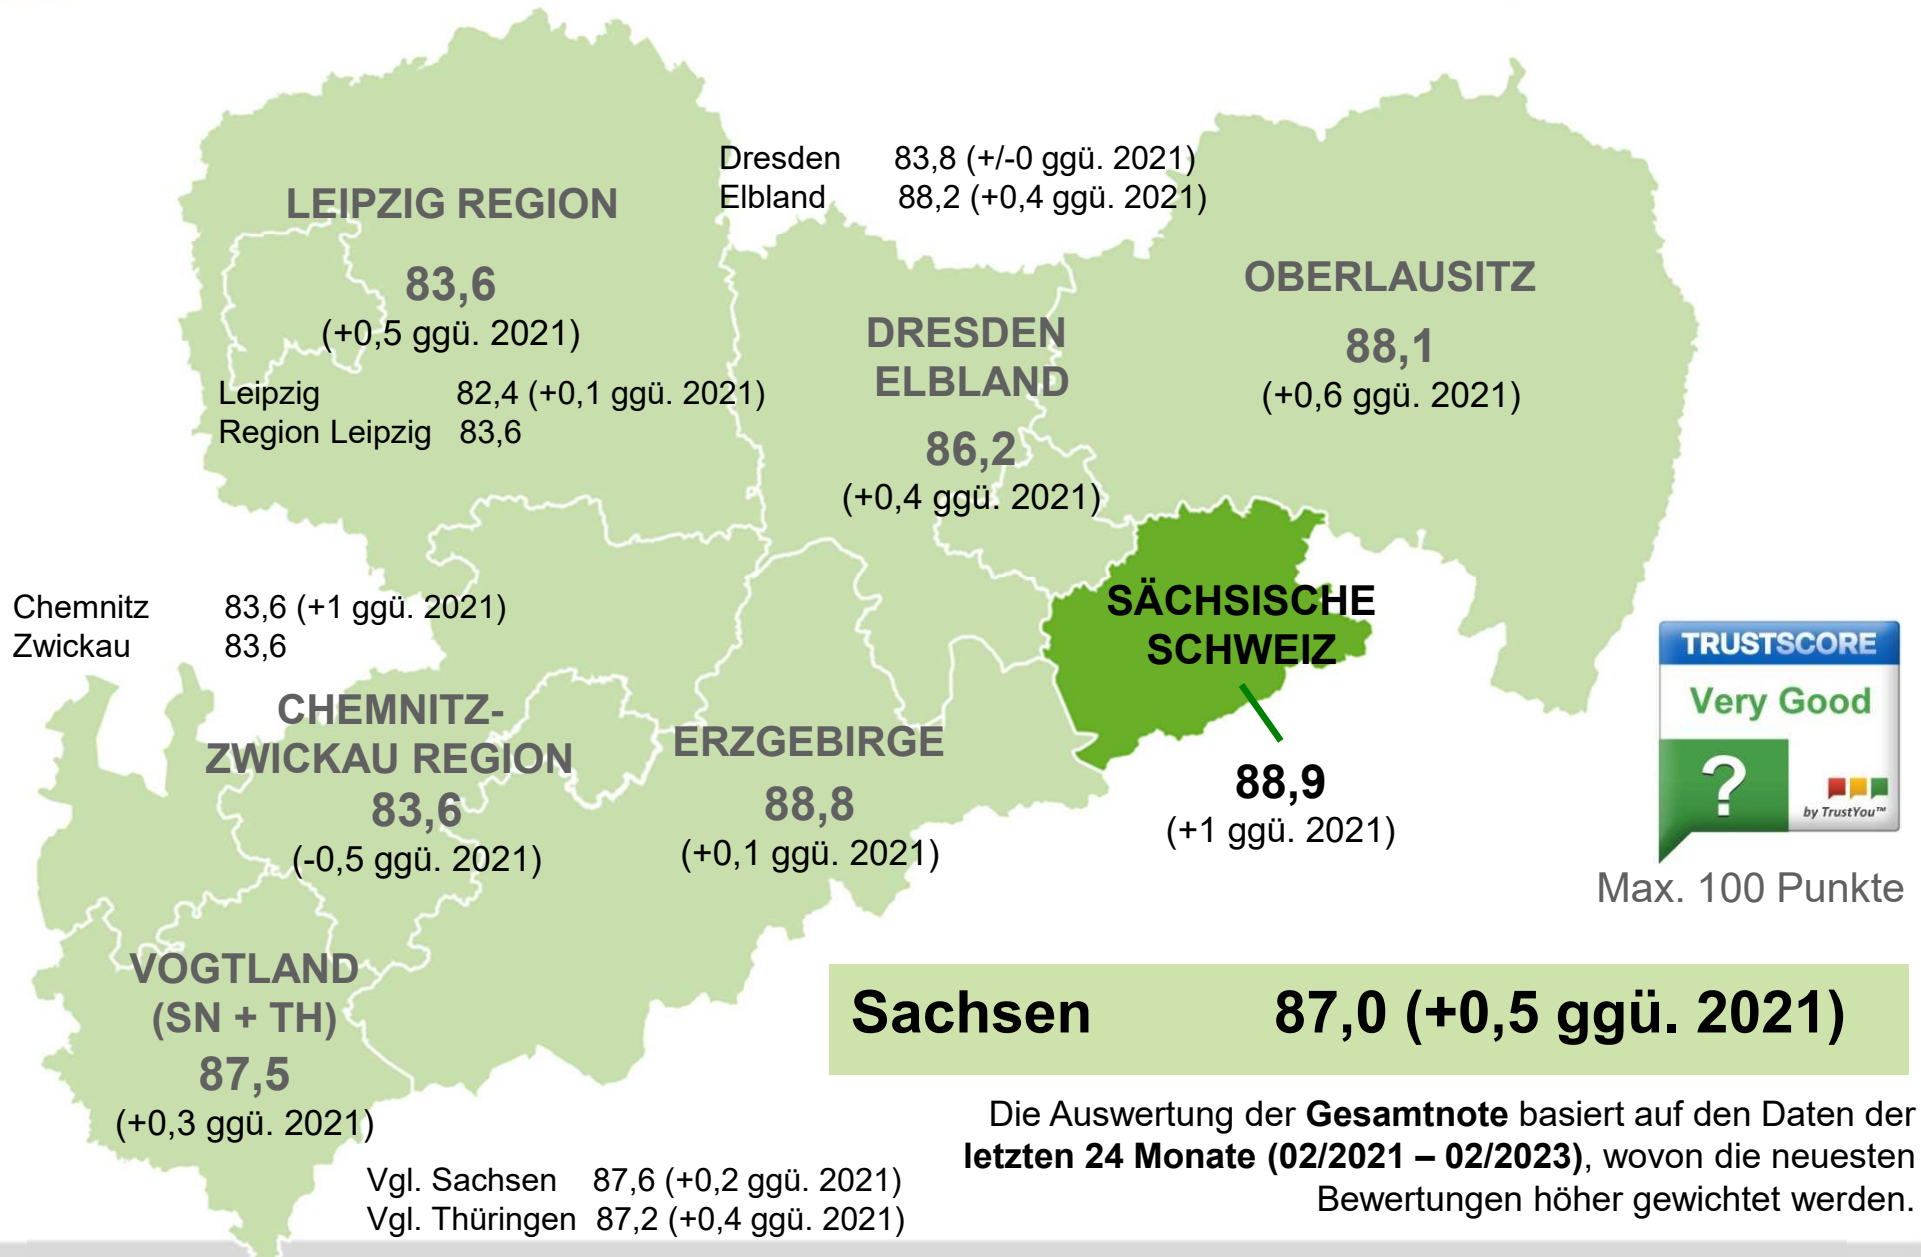 Dresden 83,8 (+/-0 ggü. 2021)
Elbland 88,2 (+0,4 ggü. 2021)
LEIPZIG REGION
83,6
(+0,5 ggü. 2021)
Leipzig 82,4 (+0,1 ggü. 2021)
Region Leipzig 83,6
DRESDEN
ELBLAND
86,2
(+0,4 ggü. 2021)
OBERLAUSITZ
88,1
(+0,6 ggü. 2021)
Chemnitz 83,6 (+1 ggü. 2021)
Zwickau 83,6
CHEMNITZ-
ZWICKAU REGION
83,6
(-0,5 ggü. 2021)
ERZGEBIRGE
88,8
(+0,1 ggü. 2021)
SÄCHSISCHE
SCHWEIZ
88,9
(+1 ggü. 2021)
TRUSTSCORE
Very Good
?
by TrustYou™
Max. 100 Punkte
VOGTLAND
(SN + TH)
87,5
(+0,3 ggü. 2021)
Vgl. Sachsen 87,6 (+0,2 ggü. 2021)
Vgl. Thüringen 87,2 (+0,4 ggü. 2021)
Sachsen 87,0 (+0,5 ggü. 2021)
Die Auswertung der Gesamtnote basiert auf den Daten der
letzten 24 Monate (02/2021 – 02/2023), wovon die neuesten
Bewertungen höher gewichtet werden.